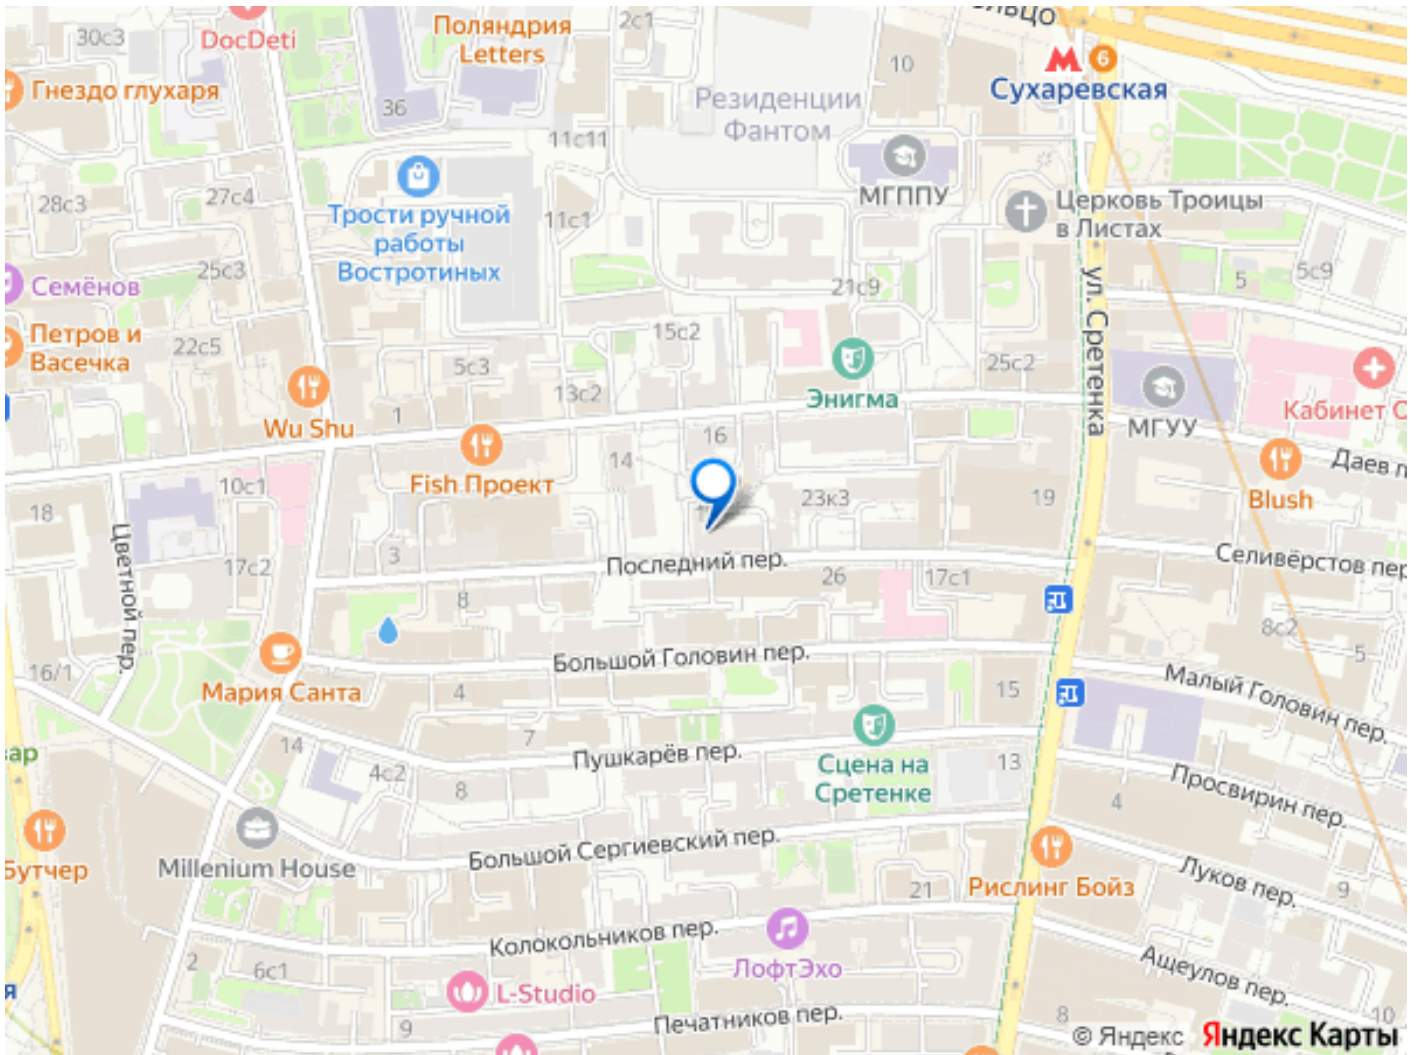 ОЛЬЦО
2с1
30с3
DocDeti
Поляндрия
Letters
10
6
Сухаревская
Гнездо глухаря
36
Резиденции
Фантом
11с11
МГППУ
27с4
28с3
Трости ручной
работы
Востротиных
11с1
Церковь Троицы
в Листах
25с3
Семёнов
21с9
5
5с9
ул. Сретенка
Петров и
Васечка
22с5
15с2
5с3
25с2
13с2
Энигма
Wu Shu
1
МГУУ
Кабинет С
16
Fish Проект
14
Blush
Даев п
10с1
18
23к3
19
Цветной пер.
3
17с2
Последний пер.
26
17с1
Селивёрстов пер
8
8с2
5
16/1
Большой Головин пер.
Мария Санта
4
15
Малый Головин пер.
14
7
Пушкарёв пер.
вар
4с2
8
Сцена на
Сретенке
13
Просвирин пер.
4
Бутчер
Millenium House
Большой Сергиевский пер.
Рислинг Бойз
21
Луков пер.
9
Колокольников пер.
2
6с1
ЛофтЭхо
Ащеулов пер.
я
L-Studio
9
Печатников пер.
8
10
© Яндекс Яндекс Карты